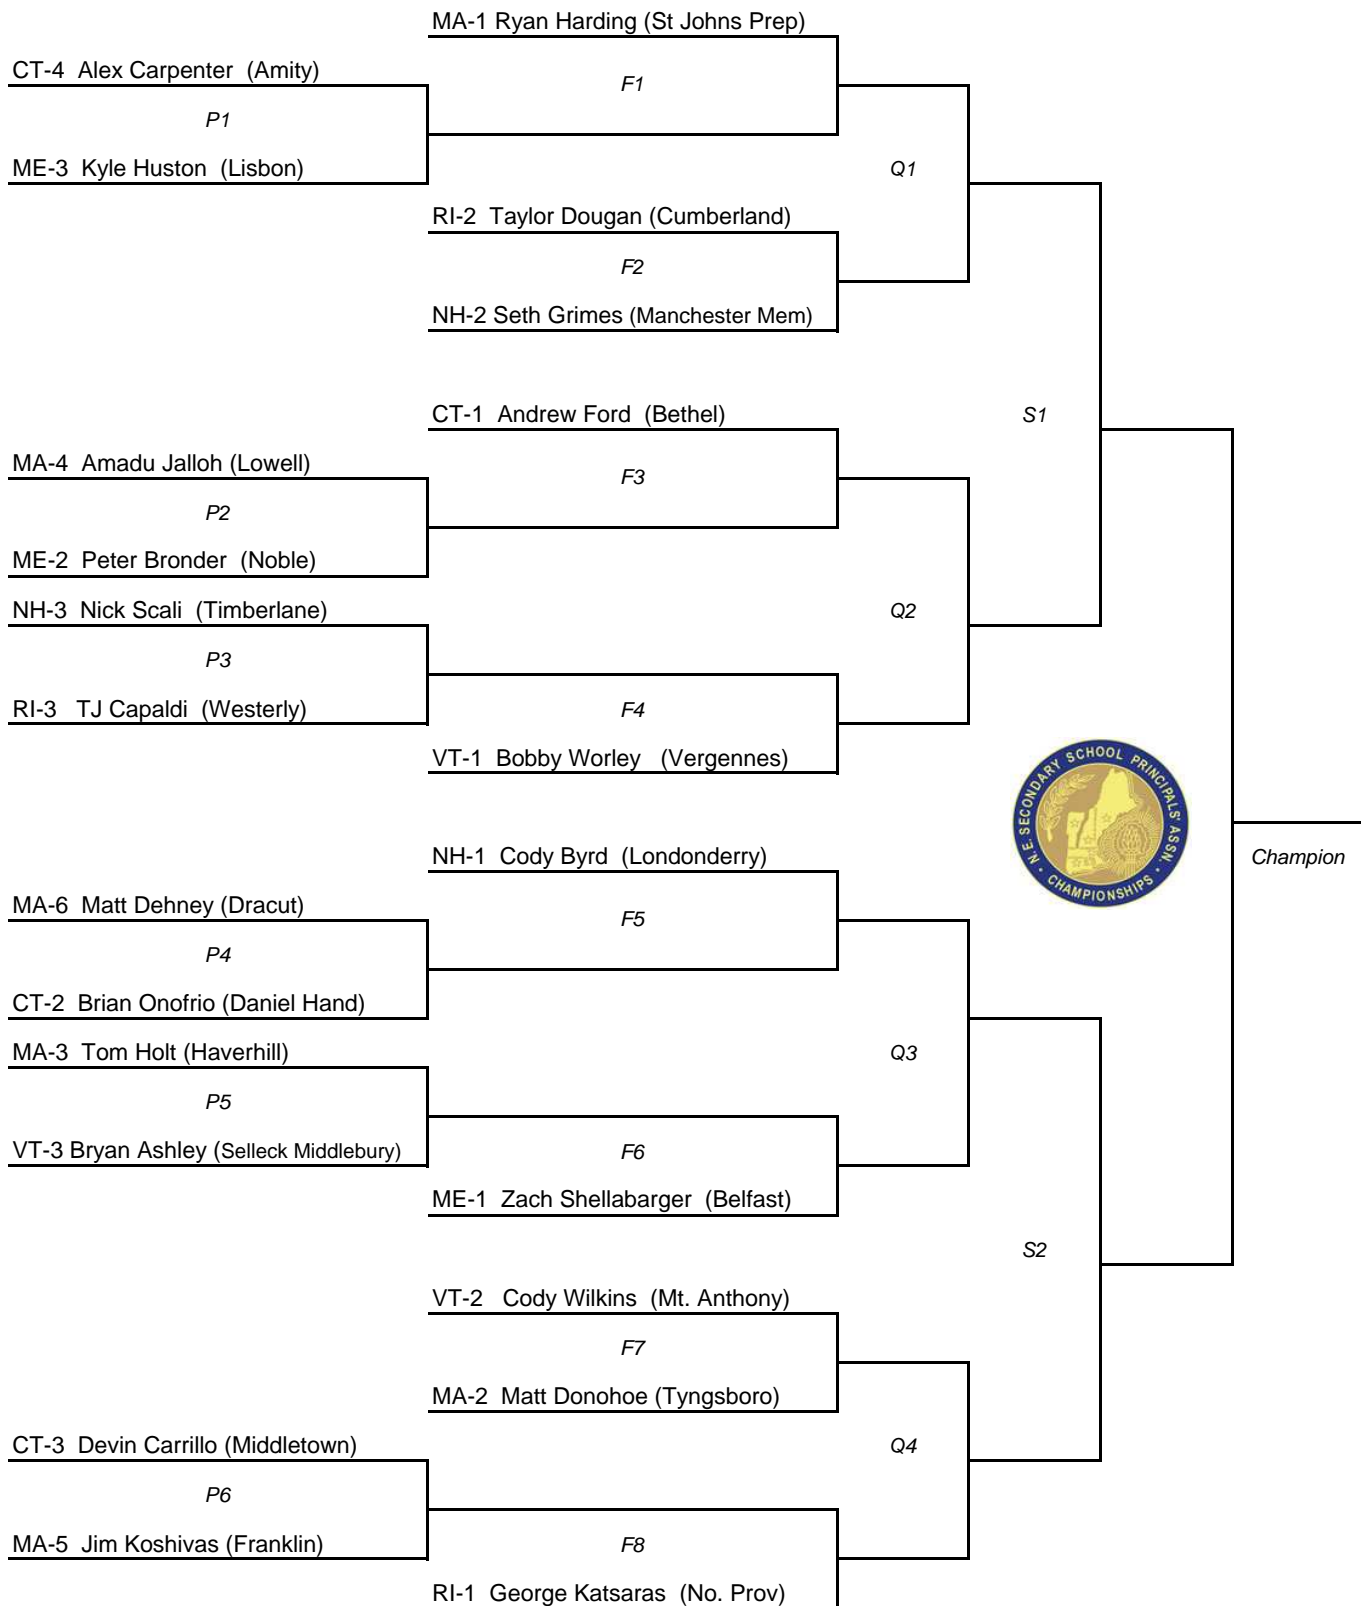 MA-1 Ryan Harding (St Johns Prep)
CT-4 Alex Carpenter (Amity)
F1
P1
ME-3 Kyle Huston (Lisbon)
Q1
RI-2 Taylor Dougan (Cumberland)
F2
NH-2 Seth Grimes (Manchester Mem)
CT-1 Andrew Ford (Bethel)
S1
MA-4 Amadu Jalloh (Lowell)
F3
P2
ME-2 Peter Bronder (Noble)
NH-3 Nick Scali (Timberlane)
Q2
P3
RI-3 TJ Capaldi (Westerly)
F4
VT-1 Bobby Worley (Vergennes)
N.E. SECONDARY SCHOOL PRINCIPALS' ASSN.
• CHAMPIONSHIPS •
NH-1 Cody Byrd (Londonderry)
Champion
MA-6 Matt Dehney (Dracut)
F5
P4
CT-2 Brian Onofrio (Daniel Hand)
MA-3 Tom Holt (Haverhill)
Q3
P5
VT-3 Bryan Ashley (Selleck Middlebury)
F6
ME-1 Zach Shellabarger (Belfast)
S2
VT-2 Cody Wilkins (Mt. Anthony)
F7
MA-2 Matt Donohoe (Tyngsboro)
CT-3 Devin Carrillo (Middletown)
Q4
P6
MA-5 Jim Koshivas (Franklin)
F8
RI-1 George Katsaras (No. Prov)